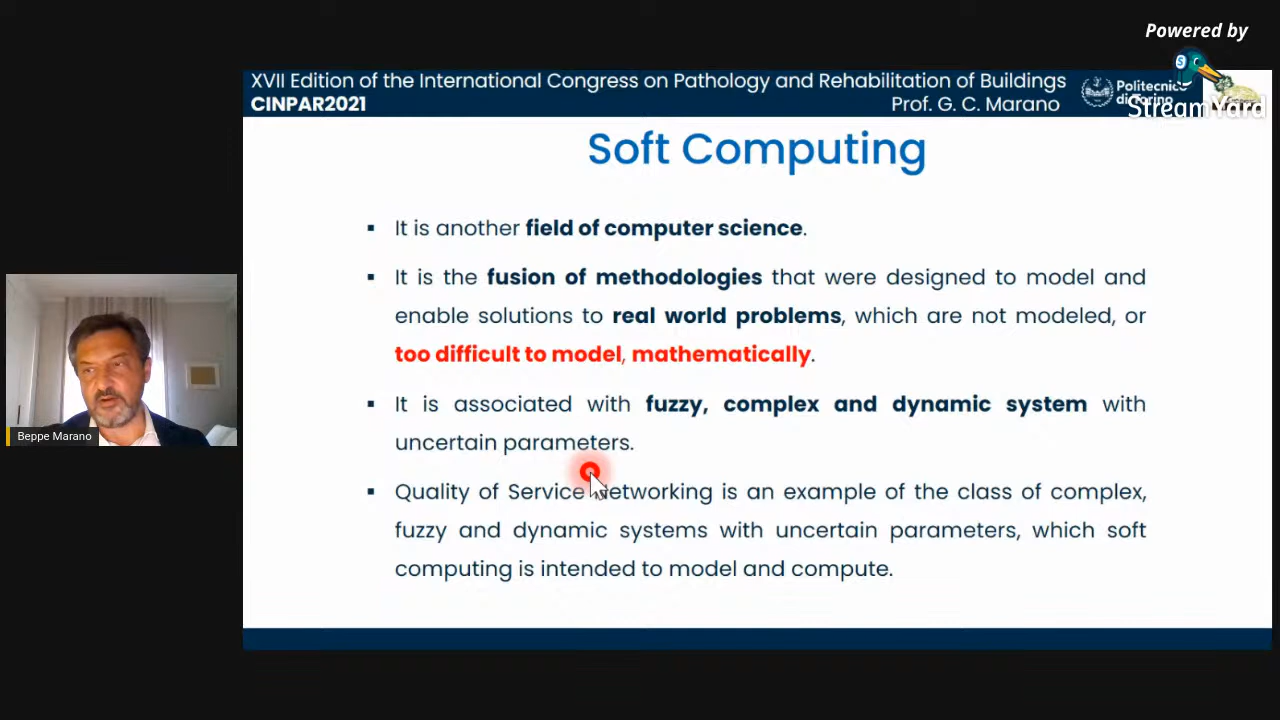 Powered by
StreamYard
XVII Edition of the International Congress on Pathology and Rehabilitation of Buildings
CINPAR2021
Prof. G. C. Marano
Politecnico
di Torino
Soft Computing
▪ It is another field of computer science.
▪ It is the fusion of methodologies that were designed to model and
enable solutions to real world problems, which are not modeled, or
too difficult to model, mathematically.
▪ It is associated with fuzzy, complex and dynamic system with
uncertain parameters.
▪ Quality of Service Networking is an example of the class of complex,
fuzzy and dynamic systems with uncertain parameters, which soft
computing is intended to model and compute.
Beppe Marano